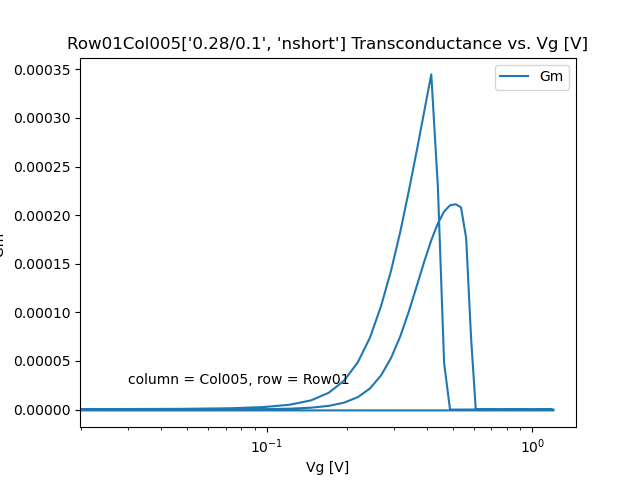 Row01Col005['0.28/0.1', 'nshort'] Transconductance vs. Vg [V]
Gm
0.00035
0.00030
0.00025
0.00020
0.00015
0.00010
0.00005
0.00000
column = Col005, row = Row01
10⁻¹
10⁰
Vg [V]